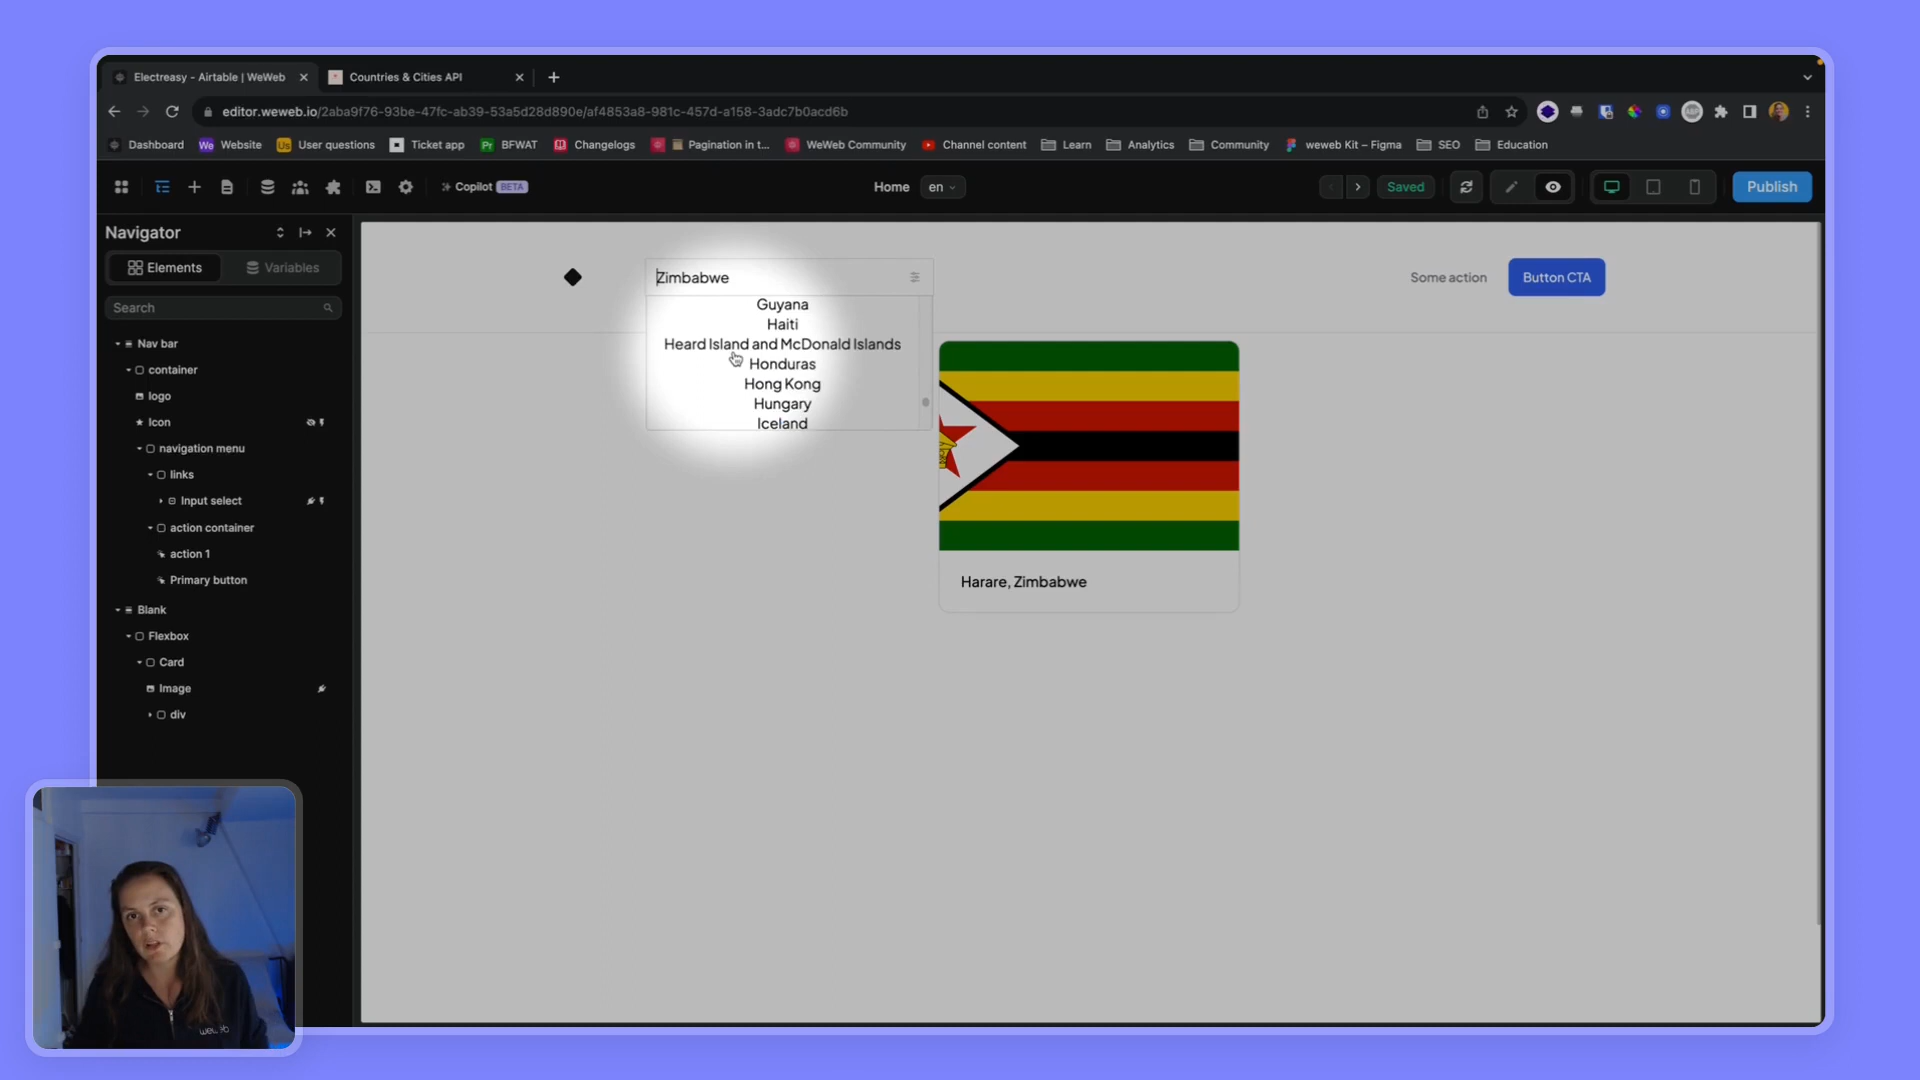 Electreasy - Airtable | WeWeb
Countries & Cities API
editor.weweb.io/2aba9f76-93be-47fc-ab39-53a5d28d890e/af4853a8-981c-457d-a158-3adc7b0acd6b
Dashboard
We Website
Us User questions
Ticket app
Pr BFWAT
Changelogs
Pagination in t...
WeWeb Community
Channel content
Learn
Analytics
Community
weweb Kit – Figma
SEO
Education
Copilot BETA
Home
en
Saved
Publish
Navigator
Elements
Variables
Search
Nav bar
container
logo
Icon
navigation menu
links
Input select
action container
action 1
Primary button
Blank
Flexbox
Card
Image
div
Zimbabwe
Guyana
Haiti
Heard Island and McDonald Islands
Honduras
Hong Kong
Hungary
Iceland
Some action
Button CTA
Harare, Zimbabwe
weweb